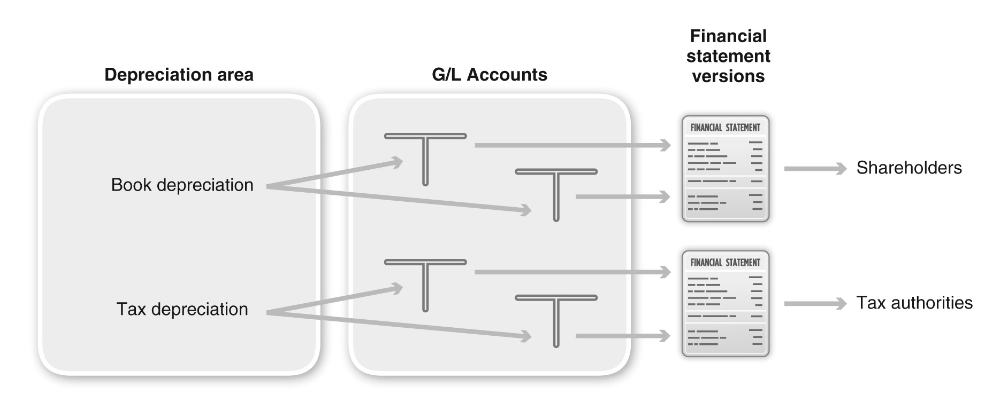 Depreciation area
G/L Accounts
Financial
statement
versions
Book depreciation
FINANCIAL STATEMENT
Shareholders
Tax depreciation
FINANCIAL STATEMENT
Tax authorities